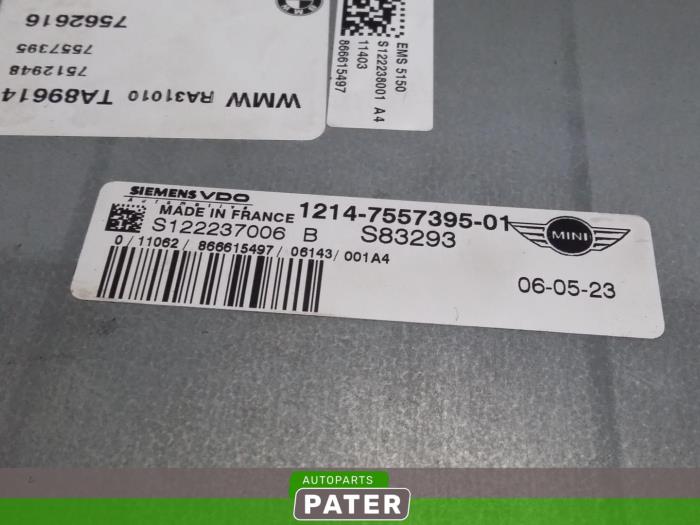 WMW RA31010 TA89614
7512948
7557395
7562616
EMS 5150
S122238001 A4
11403
866615497
SIEMENS VDO
Automotive
MADE IN FRANCE 1214-7557395-01
S122237006 B S83293
MINI
0/11062/866615497/06143/001A4
06-05-23
AUTOPARTS
PATER